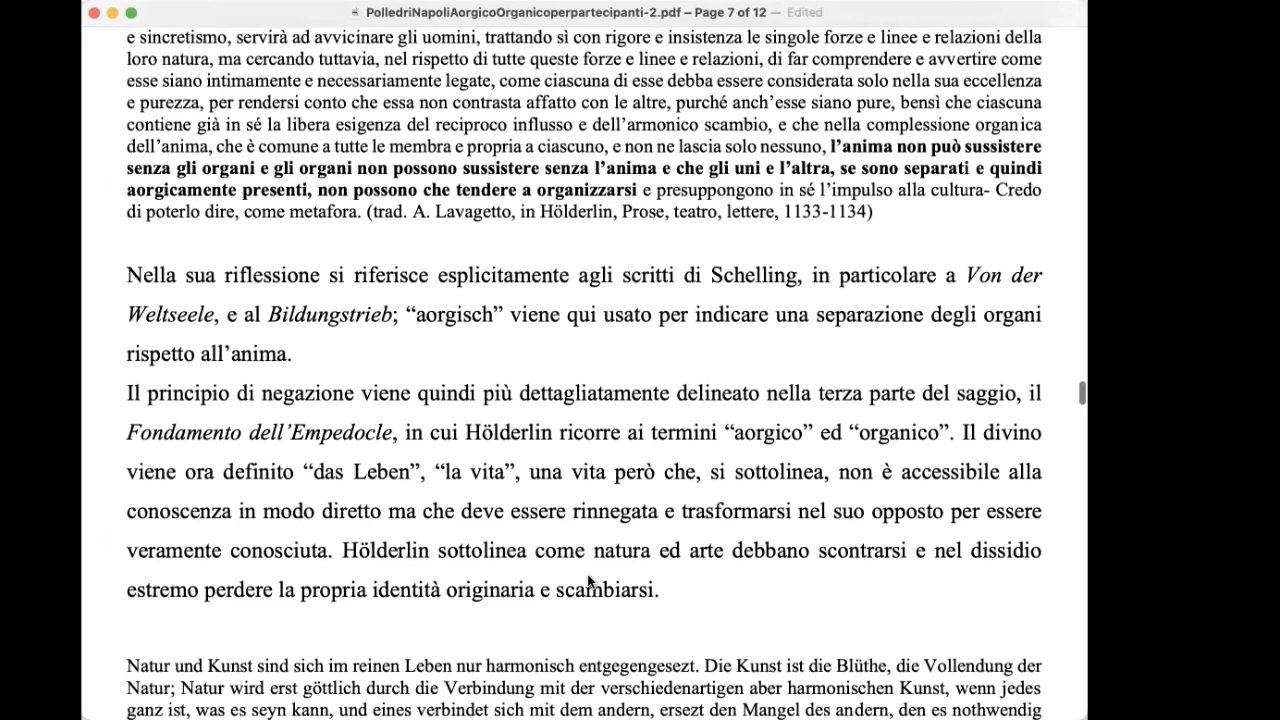 PolledriNapoliAorgicoOrganicoperpartecipanti-2.pdf – Page 7 of 12 — Edited
e sincretismo, servirà ad avvicinare gli uomini, trattando sì con rigore e insistenza le singole forze e linee e relazioni della
loro natura, ma cercando tuttavia, nel rispetto di tutte queste forze e linee e relazioni, di far comprendere e avvertire come
esse siano intimamente e necessariamente legate, come ciascuna di esse debba essere considerata solo nella sua eccellenza
e purezza, per rendersi conto che essa non contrasta affatto con le altre, purché anch’esse siano pure, bensì che ciascuna
contiene già in sé la libera esigenza del reciproco influsso e dell’armonico scambio, e che nella complessione organica
dell’anima, che è comune a tutte le membra e propria a ciascuno, e non ne lascia solo nessuno, l’anima non può sussistere
senza gli organi e gli organi non possono sussistere senza l’anima e che gli uni e l’altra, se sono separati e quindi
aorgicamente presenti, non possono che tendere a organizzarsi e presuppongono in sé l’impulso alla cultura- Credo
di poterlo dire, come metafora. (trad. A. Lavagetto, in Hölderlin, Prose, teatro, lettere, 1133-1134)
Nella sua riflessione si riferisce esplicitamente agli scritti di Schelling, in particolare a Von der
Weltseele, e al Bildungstrieb; “aorgisch” viene qui usato per indicare una separazione degli organi
rispetto all’anima.
Il principio di negazione viene quindi più dettagliatamente delineato nella terza parte del saggio, il
Fondamento dell’Empedocle, in cui Hölderlin ricorre ai termini “aorgico” ed “organico”. Il divino
viene ora definito “das Leben”, “la vita”, una vita però che, si sottolinea, non è accessibile alla
conoscenza in modo diretto ma che deve essere rinnegata e trasformarsi nel suo opposto per essere
veramente conosciuta. Hölderlin sottolinea come natura ed arte debbano scontrarsi e nel dissidio
estremo perdere la propria identità originaria e scambiarsi.
Natur und Kunst sind sich im reinen Leben nur harmonisch entgegengesezt. Die Kunst ist die Blüthe, die Vollendung der
Natur; Natur wird erst göttlich durch die Verbindung mit der verschiedenartigen aber harmonischen Kunst, wenn jedes
ganz ist, was es seyn kann, und eines verbindet sich mit dem andern, ersezt den Mangel des andern, den es nothwendig